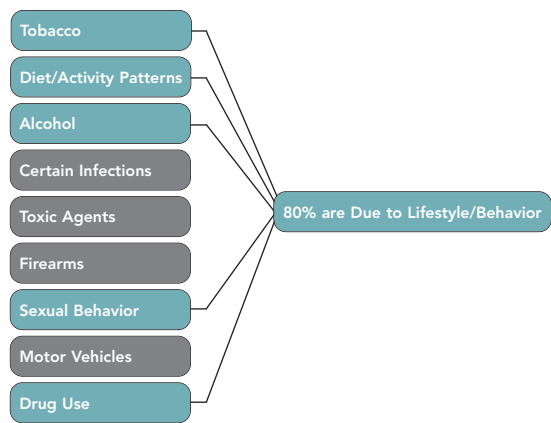 Tobacco
Diet/Activity Patterns
Alcohol
Certain Infections
Toxic Agents
Firearms
Sexual Behavior
Motor Vehicles
Drug Use
80% are Due to Lifestyle/Behavior